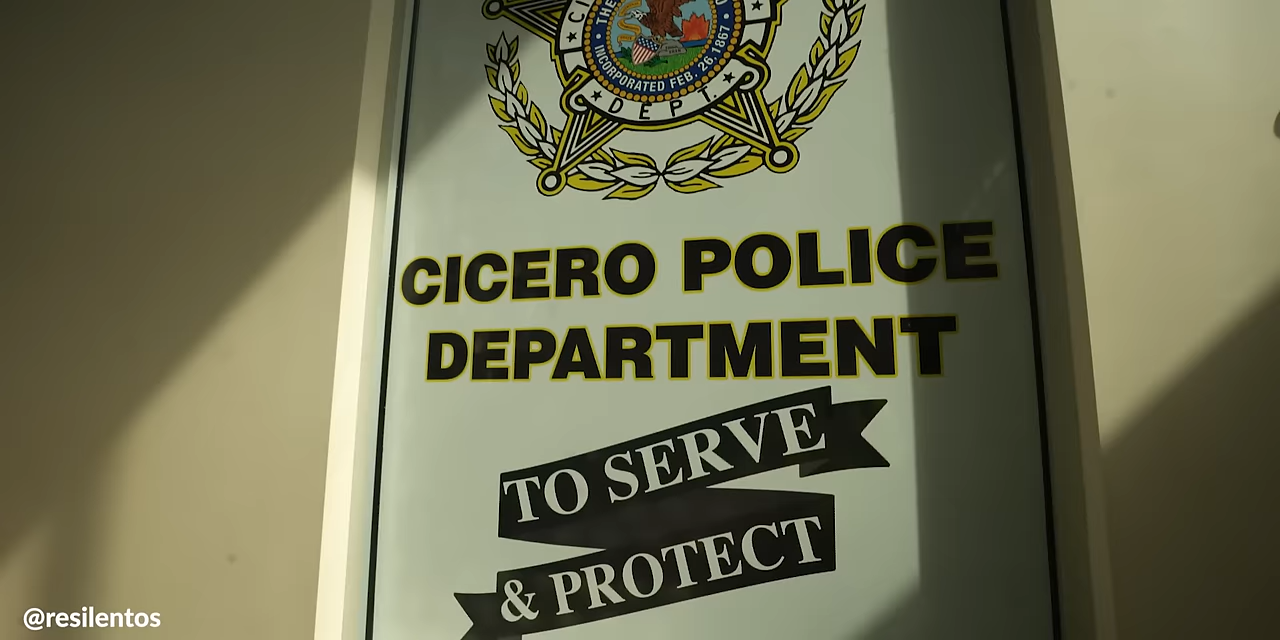 INCORPORATED FEB. 26, 1867
DEPT.
CICERO POLICE
DEPARTMENT
TO SERVE
& PROTECT
@resilentos